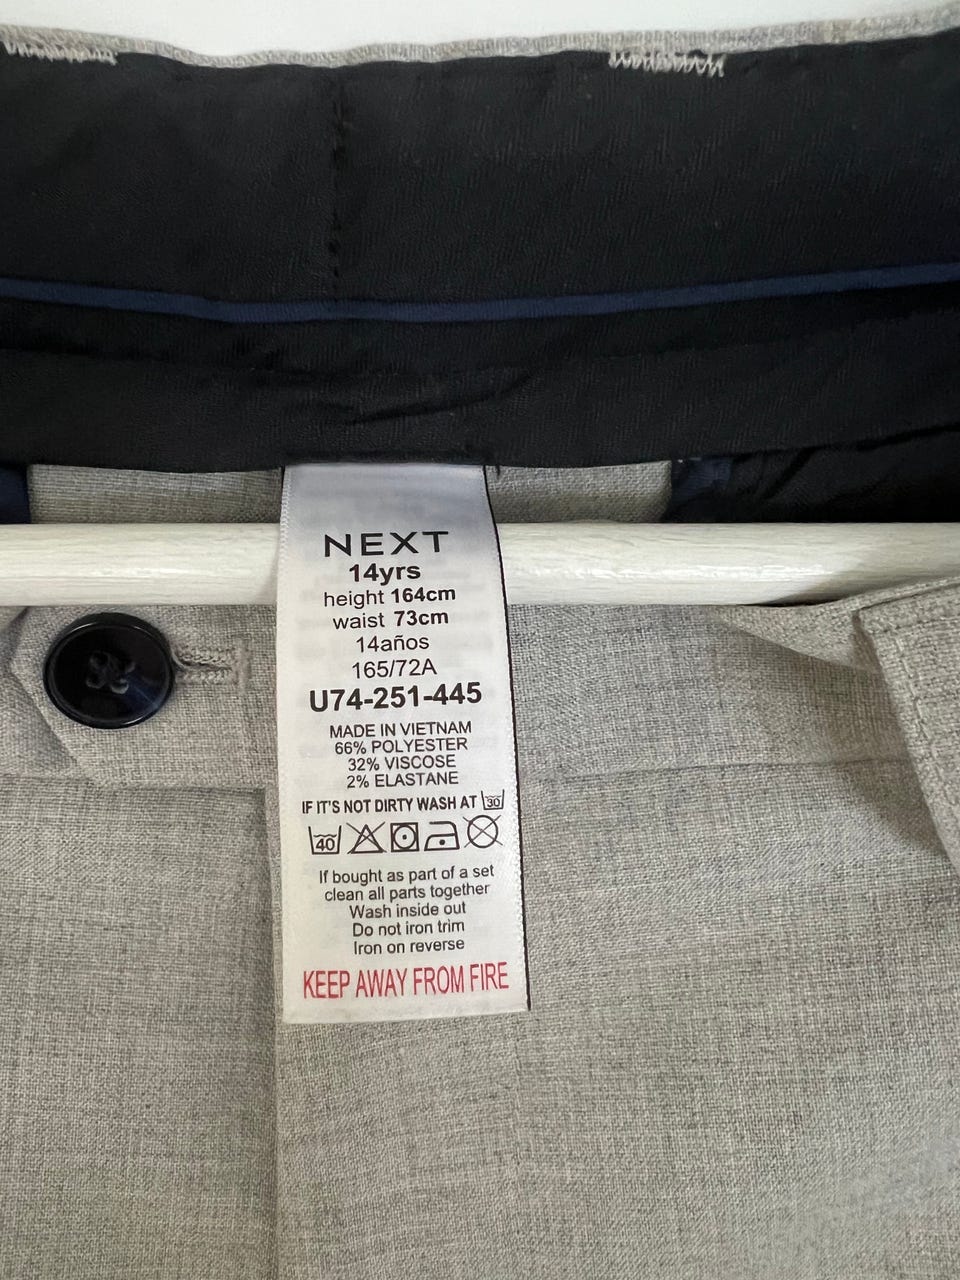 NEXT
14yrs
height 164cm
waist 73cm
14años
165/72A
U74-251-445
MADE IN VIETNAM
66% POLYESTER
32% VISCOSE
2% ELASTANE
IF IT'S NOT DIRTY WASH AT 30
40
If bought as part of a set
clean all parts together
Wash inside out
Do not iron trim
Iron on reverse
KEEP AWAY FROM FIRE